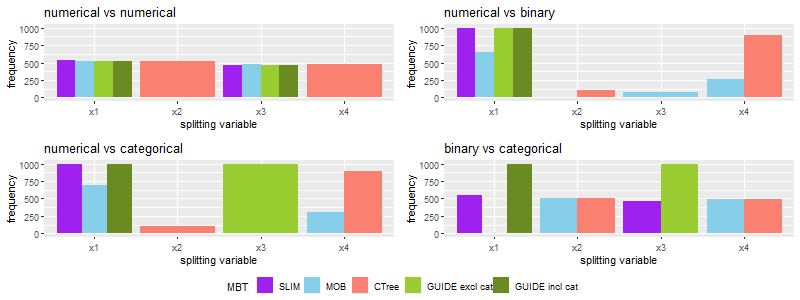 numerical vs numerical
1000
750
500
250
0
frequency
x1 x2 x3 x4
splitting variable
numerical vs binary
1000
750
500
250
0
frequency
x1 x2 x3 x4
splitting variable
numerical vs categorical
1000
750
500
250
0
frequency
x1 x2 x3 x4
splitting variable
binary vs categorical
1000
750
500
250
0
frequency
x1 x2 x3 x4
splitting variable
MBT SLIM MOB CTree GUIDE excl cat GUIDE incl cat